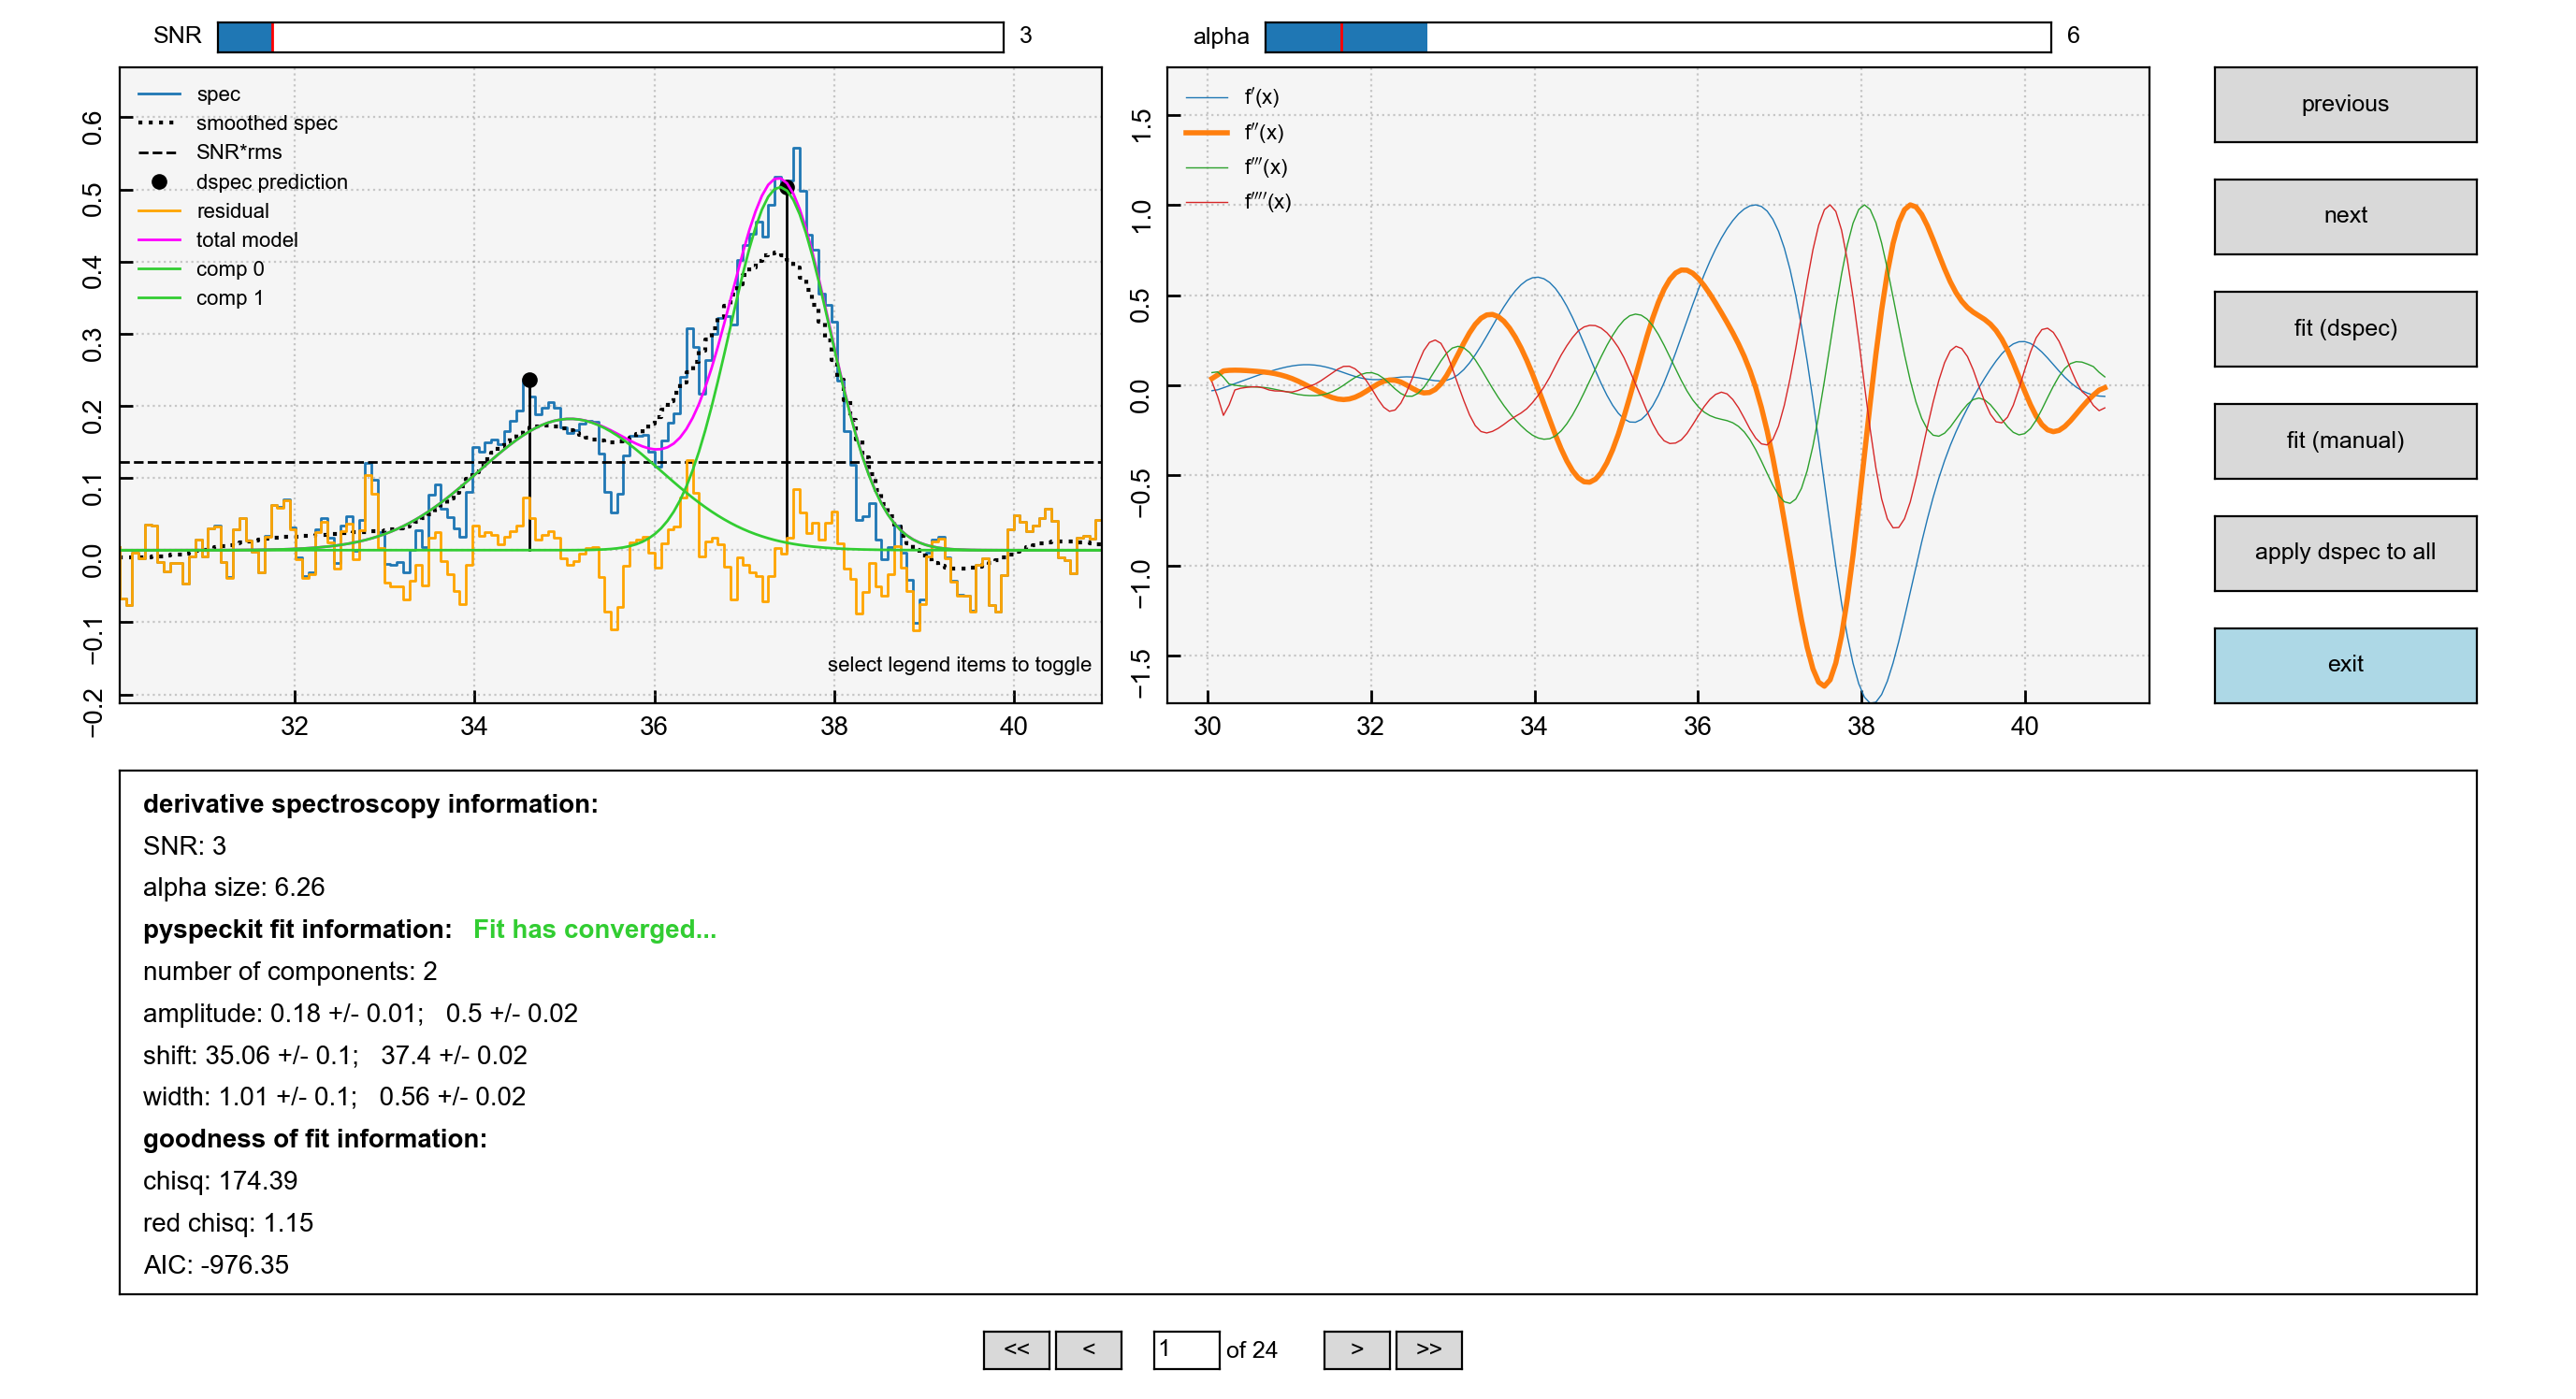 SNR 3
alpha 6
spec
smoothed spec
SNR*rms
dspec prediction
residual
total model
comp 0
comp 1
0.6
0.5
0.4
0.3
0.2
0.1
0.0
−0.1
−0.2
select legend items to toggle
32 34 36 38 40
f′(x)
f″(x)
f‴(x)
f⁗(x)
1.5
1.0
0.5
0.0
−0.5
−1.0
−1.5
30 32 34 36 38 40
previous
next
fit (dspec)
fit (manual)
apply dspec to all
exit
derivative spectroscopy information:
SNR: 3
alpha size: 6.26
pyspeckit fit information: Fit has converged...
number of components: 2
amplitude: 0.18 +/- 0.01; 0.5 +/- 0.02
shift: 35.06 +/- 0.1; 37.4 +/- 0.02
width: 1.01 +/- 0.1; 0.56 +/- 0.02
goodness of fit information:
chisq: 174.39
red chisq: 1.15
AIC: -976.35
<< < 1 of 24 > >>